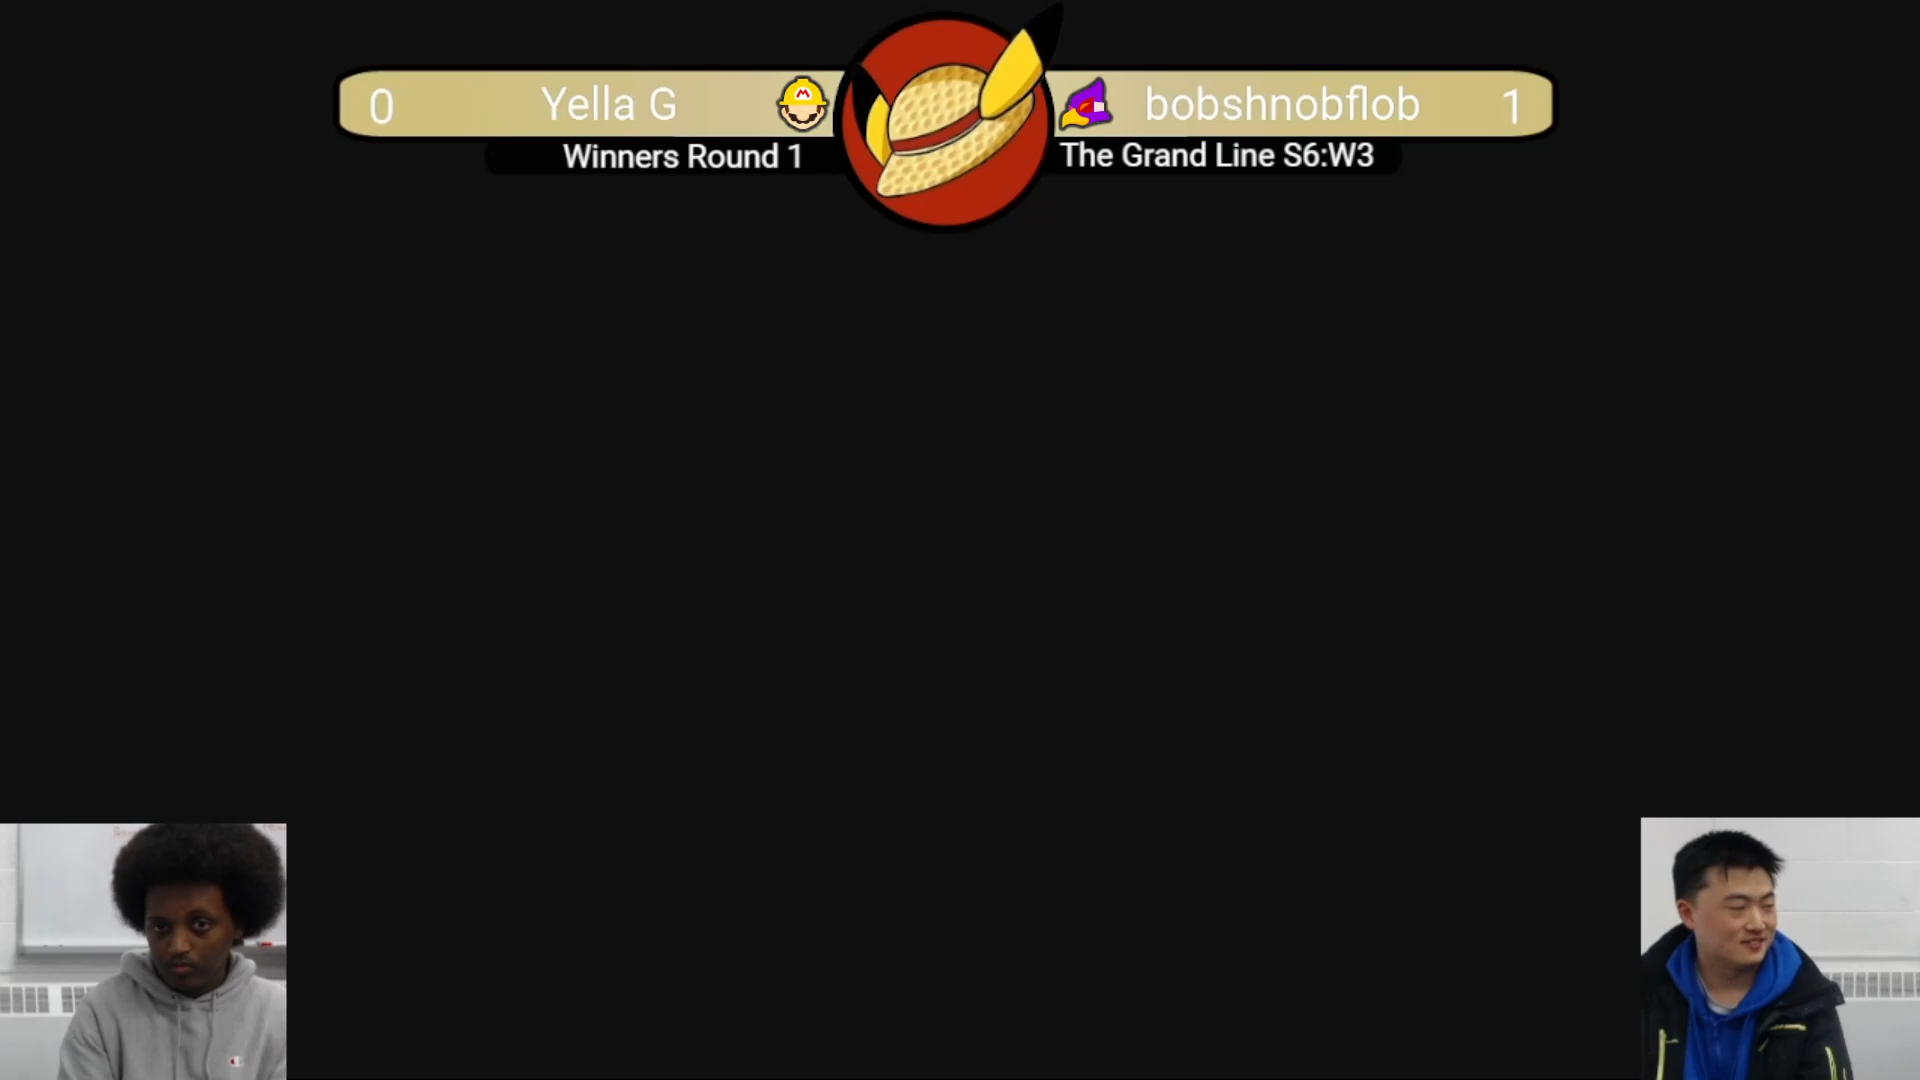 0 Yella G bobshnobflob 1
Winners Round 1 The Grand Line S6:W3